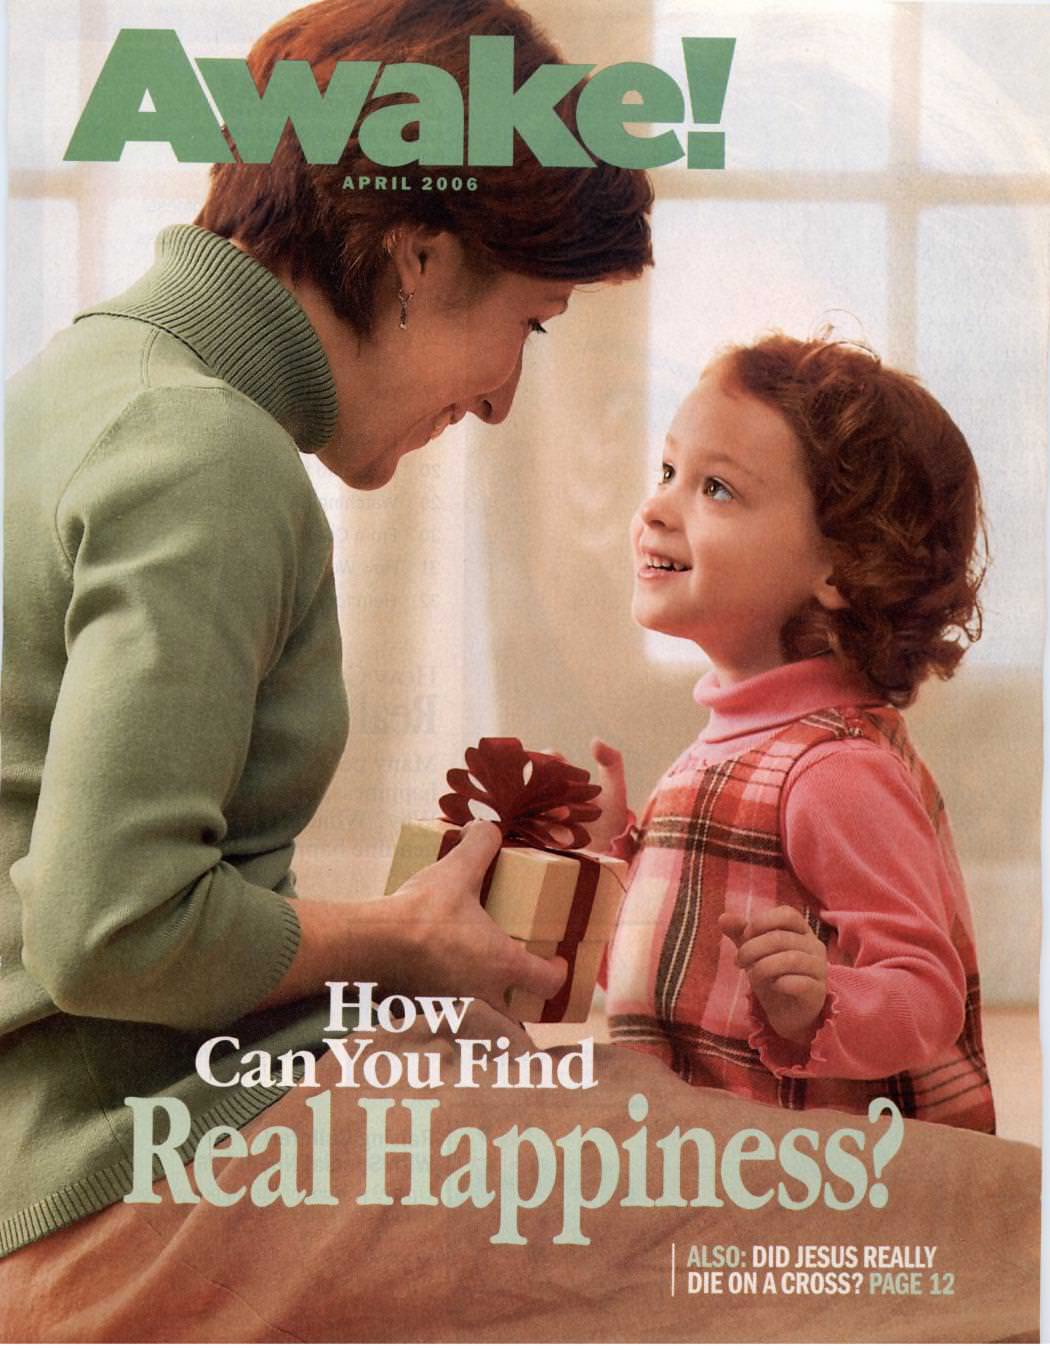 Awake!
APRIL 2006
How
Can You Find
Real Happiness?
ALSO: DID JESUS REALLY
DIE ON A CROSS? PAGE 12